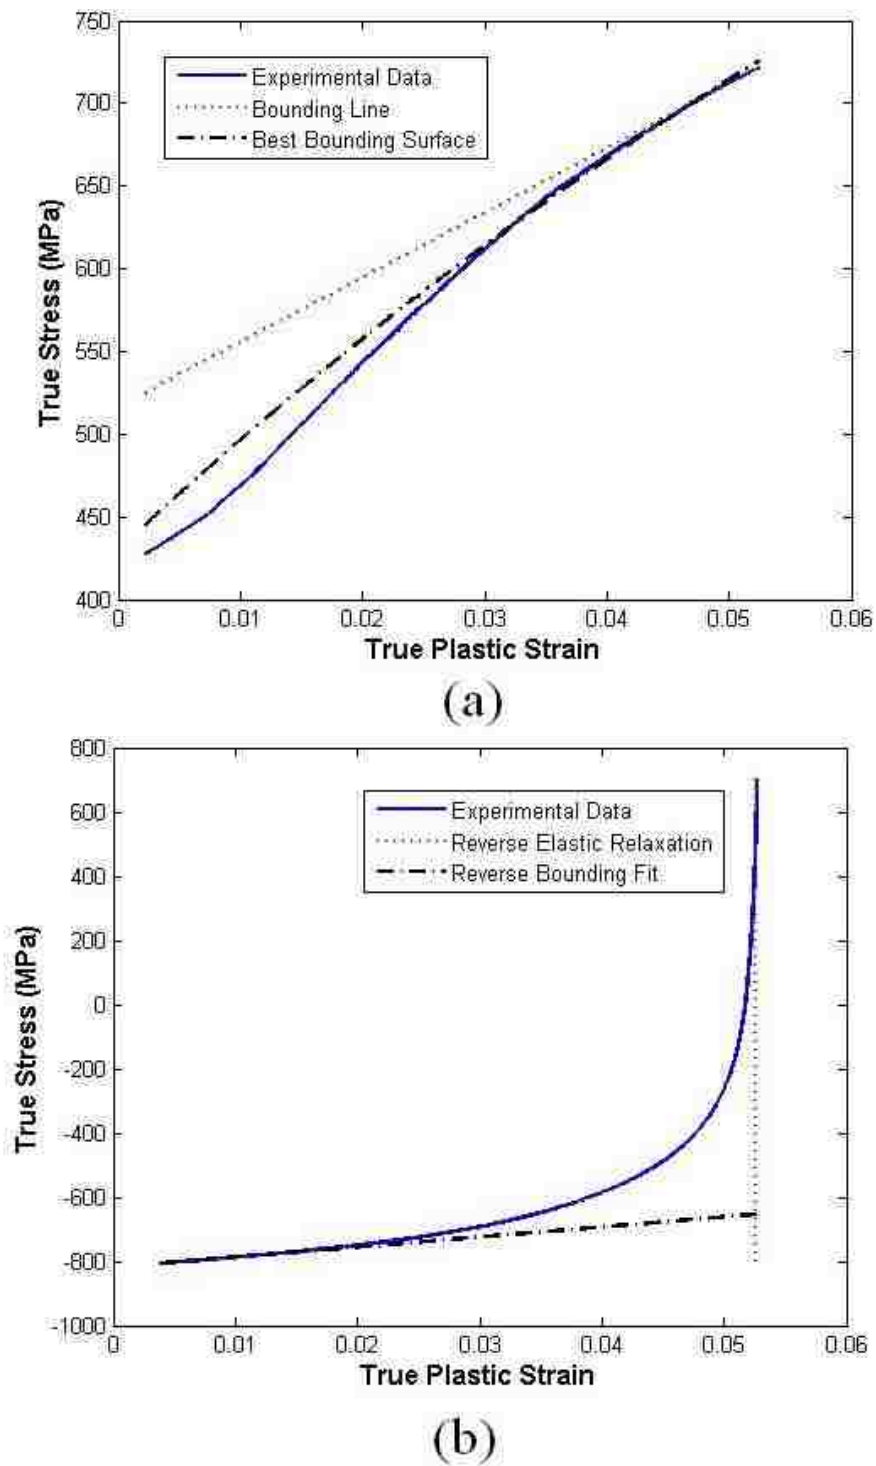 750
700
650
600
550
500
450
400
True Stress (MPa)
Experimental Data
Bounding Line
Best Bounding Surface
0 0.01 0.02 0.03 0.04 0.05 0.06
True Plastic Strain
(a)
800
600
400
200
0
-200
-400
-600
-800
-1000
True Stress (MPa)
Experimental Data
Reverse Elastic Relaxation
Reverse Bounding Fit
0 0.01 0.02 0.03 0.04 0.05 0.06
True Plastic Strain
(b)